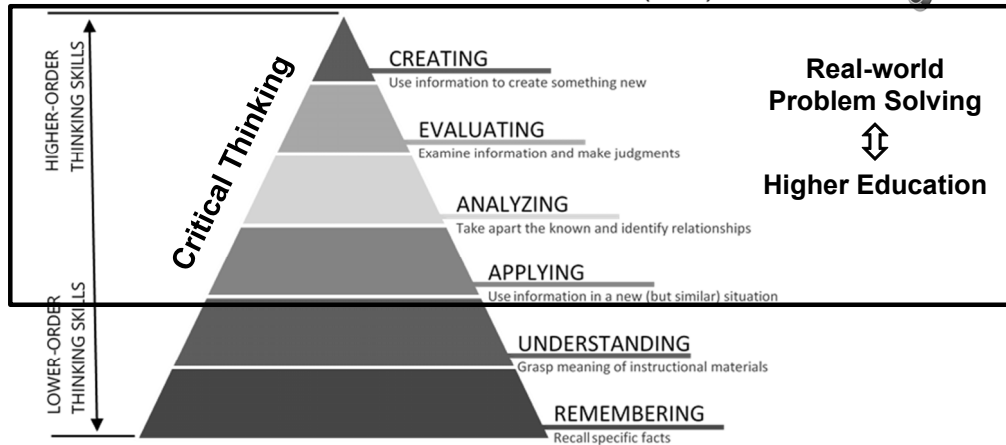 HIGHER-ORDER
THINKING SKILLS
LOWER-ORDER
THINKING SKILLS
Critical Thinking
CREATING
Use information to create something new
EVALUATING
Examine information and make judgments
ANALYZING
Take apart the known and identify relationships
APPLYING
Use information in a new (but similar) situation
UNDERSTANDING
Grasp meaning of instructional materials
REMEMBERING
Recall specific facts
Real-world
Problem Solving
Higher Education